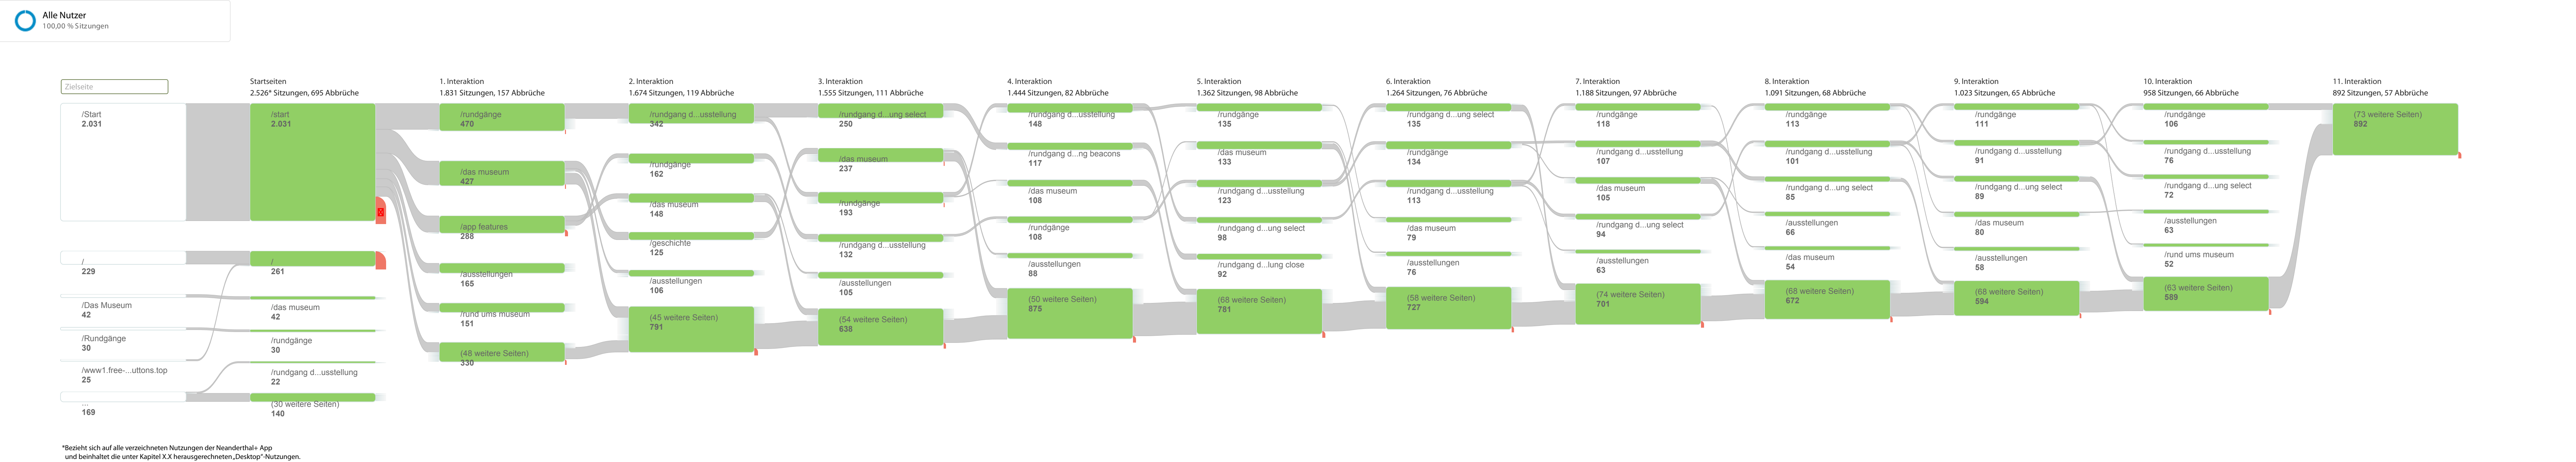 Alle Nutzer
100,00 % Sitzungen
Zielseite
/Start
2.031
/
229
/Das Museum
42
/Rundgänge
30
/www1.free-...uttons.top
25
...
169
Startseiten
2.526* Sitzungen, 695 Abbrüche
/start
2.031
/
261
/das museum
42
/rundgänge
30
/rundgang d...usstellung
22
(30 weitere Seiten)
140
1. Interaktion
1.831 Sitzungen, 157 Abbrüche
/rundgänge
470
/das museum
427
/app features
288
/ausstellungen
165
/rund ums museum
151
(48 weitere Seiten)
330
2. Interaktion
1.674 Sitzungen, 119 Abbrüche
/rundgang d...usstellung
342
/rundgänge
162
/das museum
148
/geschichte
125
/ausstellungen
106
(45 weitere Seiten)
791
3. Interaktion
1.555 Sitzungen, 111 Abbrüche
/rundgang d...ung select
250
/das museum
237
/rundgänge
193
/rundgang d...usstellung
132
/ausstellungen
105
(54 weitere Seiten)
638
4. Interaktion
1.444 Sitzungen, 82 Abbrüche
/rundgang d...usstellung
148
/rundgang d...ng beacons
117
/das museum
108
/rundgänge
108
/ausstellungen
88
(50 weitere Seiten)
875
5. Interaktion
1.362 Sitzungen, 98 Abbrüche
/rundgänge
135
/das museum
133
/rundgang d...usstellung
123
/rundgang d...ung select
98
/rundgang d...lung close
92
(68 weitere Seiten)
781
6. Interaktion
1.264 Sitzungen, 76 Abbrüche
/rundgang d...ung select
135
/rundgänge
134
/rundgang d...usstellung
113
/das museum
79
/ausstellungen
76
(58 weitere Seiten)
727
7. Interaktion
1.188 Sitzungen, 97 Abbrüche
/rundgänge
118
/rundgang d...usstellung
107
/das museum
105
/rundgang d...ung select
94
/ausstellungen
63
(74 weitere Seiten)
701
8. Interaktion
1.091 Sitzungen, 68 Abbrüche
/rundgänge
113
/rundgang d...usstellung
101
/rundgang d...ung select
85
/ausstellungen
66
/das museum
54
(68 weitere Seiten)
672
9. Interaktion
1.023 Sitzungen, 65 Abbrüche
/rundgänge
111
/rundgang d...usstellung
91
/rundgang d...ung select
89
/das museum
80
/ausstellungen
58
(68 weitere Seiten)
594
10. Interaktion
958 Sitzungen, 66 Abbrüche
/rundgänge
106
/rundgang d...usstellung
76
/rundgang d...ung select
72
/ausstellungen
63
/rund ums museum
52
(63 weitere Seiten)
589
11. Interaktion
892 Sitzungen, 57 Abbrüche
(73 weitere Seiten)
892
*Bezieht sich auf alle verzeichneten Nutzungen der Neanderthal+ App
und beinhaltet die unter Kapitel X.X herausgerechneten „Desktop“-Nutzungen.